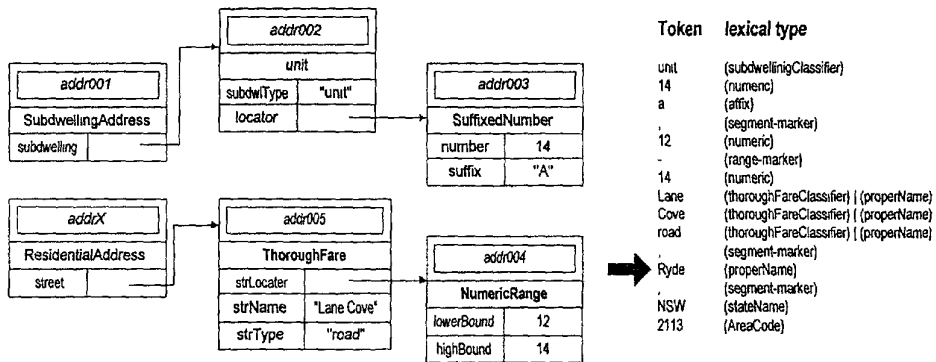 addr001
SubdwellingAddress
subdwelling
addr002
unit
subdwlType "unit"
locator
addr003
SuffixedNumber
number 14
suffix "A"
addrX
ResidentialAddress
street
addr005
ThoroughFare
strLocater
strName "Lane Cove"
strType "road"
addr004
NumericRange
lowerBound 12
highBound 14
Token lexical type
unit (subdwellinigClassifier)
14 (numeric)
a (affix)
, (segment-marker)
12 (numeric)
- (range-marker)
14 (numeric)
Lane (thoroughFareClassifier) | (properName)
Cove (thoroughFareClassifier) | (properName)
road (thoroughFareClassifier) | (properName)
, (segment-marker)
Ryde (properName)
, (segment-marker)
NSW (stateName)
2113 (AreaCode)